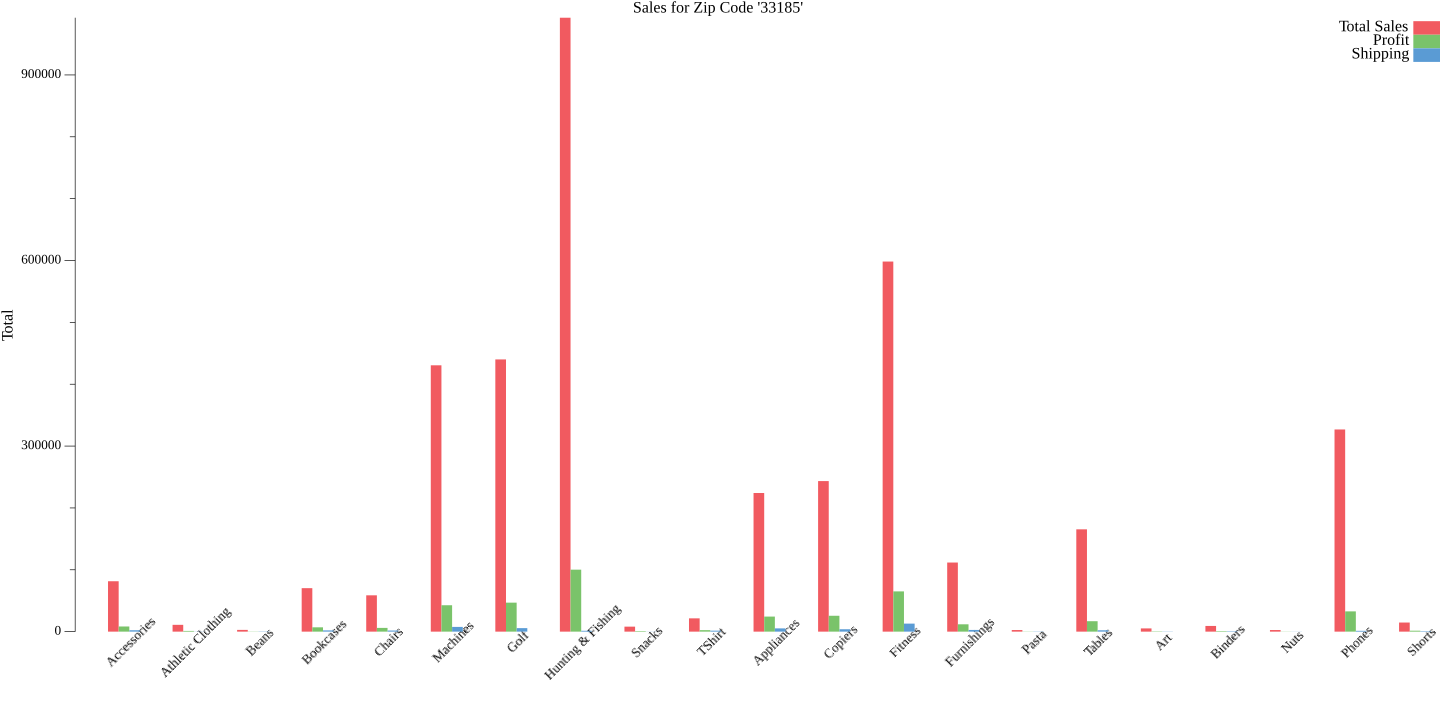 Sales for Zip Code '33185'
Total Sales
Profit
Shipping
900000
600000
300000
0
Total
Accessories
Athletic Clothing
Beans
Bookcases
Chairs
Machines
Golf
Hunting & Fishing
Snacks
TShirt
Appliances
Copiers
Fitness
Furnishings
Pasta
Tables
Art
Binders
Nuts
Phones
Shorts